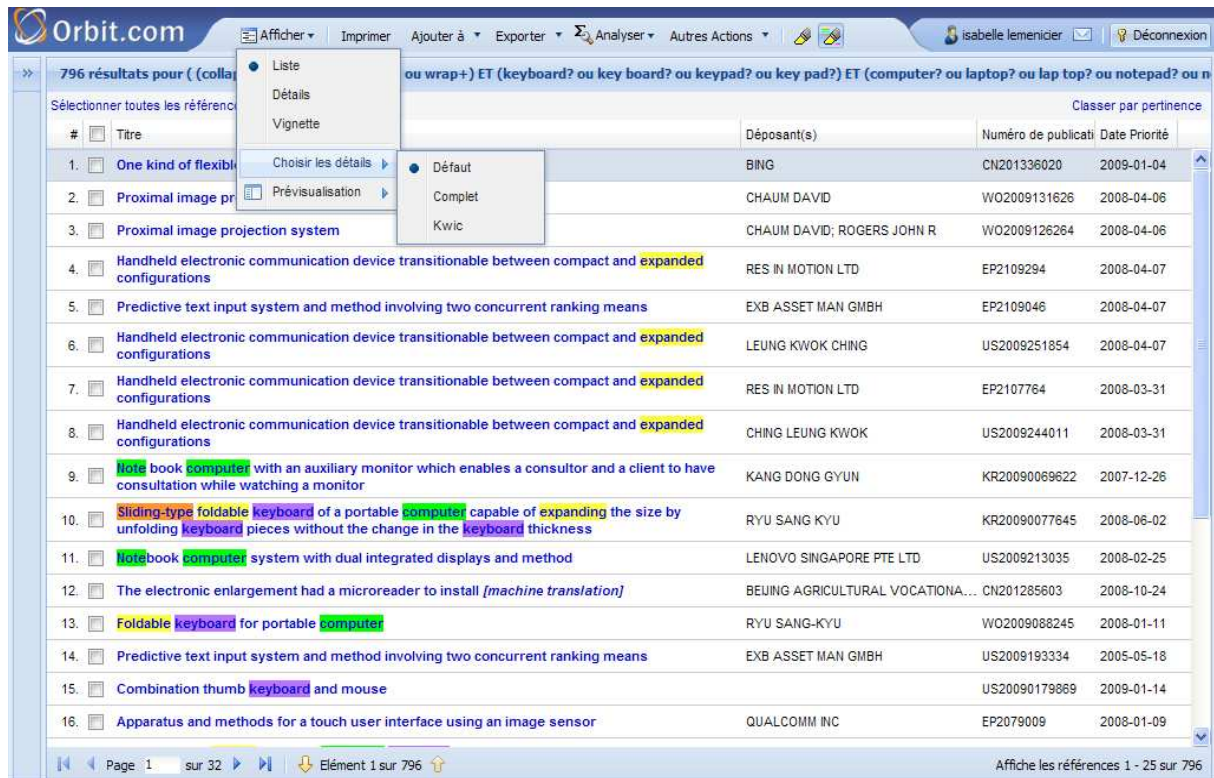 Orbit.com Afficher Imprimer Ajouter à Exporter Analyser Autres Actions isabelle lemenicier Déconnexion
796 résultats pour ( (collap ou wrap+) ET (keyboard? ou key board? ou keypad? ou key pad?) ET (computer? ou laptop? ou lap top? ou notepad? ou n
Liste
Détails
Vignette
Choisir les détails
Prévisualisation
Défaut
Complet
Kwic
Sélectionner toutes les référenc Classer par pertinence
# Titre Déposant(s) Numéro de publicati Date Priorité
1. One kind of flexibl BING CN201336020 2009-01-04
2. Proximal image pr CHAUM DAVID WO2009131626 2008-04-06
3. Proximal image projection system CHAUM DAVID; ROGERS JOHN R WO2009126264 2008-04-06
4. Handheld electronic communication device transitionable between compact and expanded
configurations RES IN MOTION LTD EP2109294 2008-04-07
5. Predictive text input system and method involving two concurrent ranking means EXB ASSET MAN GMBH EP2109046 2008-04-07
6. Handheld electronic communication device transitionable between compact and expanded
configurations LEUNG KWOK CHING US2009251854 2008-04-07
7. Handheld electronic communication device transitionable between compact and expanded
configurations RES IN MOTION LTD EP2107764 2008-03-31
8. Handheld electronic communication device transitionable between compact and expanded
configurations CHING LEUNG KWOK US2009244011 2008-03-31
9. Note book computer with an auxiliary monitor which enables a consultor and a client to have
consultation while watching a monitor KANG DONG GYUN KR20090069622 2007-12-26
10. Sliding-type foldable keyboard of a portable computer capable of expanding the size by
unfolding keyboard pieces without the change in the keyboard thickness RYU SANG KYU KR20090077645 2008-06-02
11. Notebook computer system with dual integrated displays and method LENOVO SINGAPORE PTE LTD US2009213035 2008-02-25
12. The electronic enlargement had a microreader to install [machine translation] BEIJING AGRICULTURAL VOCATIONA... CN201285603 2008-10-24
13. Foldable keyboard for portable computer RYU SANG-KYU WO2009088245 2008-01-11
14. Predictive text input system and method involving two concurrent ranking means EXB ASSET MAN GMBH US2009193334 2005-05-18
15. Combination thumb keyboard and mouse US20090179869 2009-01-14
16. Apparatus and methods for a touch user interface using an image sensor QUALCOMM INC EP2079009 2008-01-09
Page 1 sur 32 Elément 1 sur 796 Affiche les références 1 - 25 sur 796